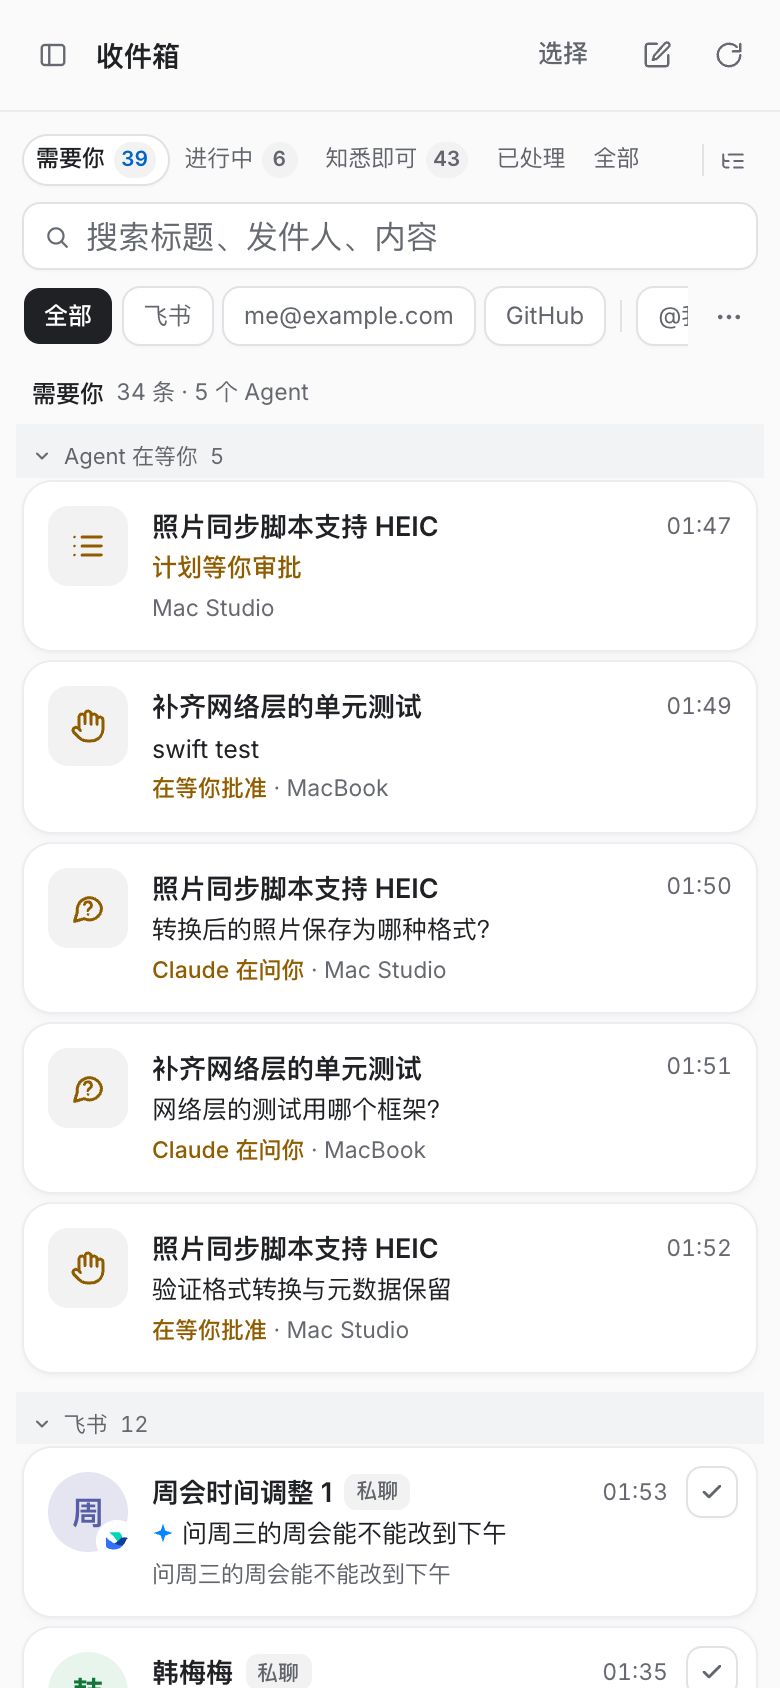 收件箱 选择
需要你 39 进行中 6 知悉即可 43 已处理 全部
搜索标题、发件人、内容
全部 飞书 me@example.com GitHub @
需要你 34 条 · 5 个 Agent
Agent 在等你 5
照片同步脚本支持 HEIC 01:47
计划等你审批
Mac Studio
补齐网络层的单元测试 01:49
swift test
在等你批准 · MacBook
照片同步脚本支持 HEIC 01:50
转换后的照片保存为哪种格式?
Claude 在问你 · Mac Studio
补齐网络层的单元测试 01:51
网络层的测试用哪个框架?
Claude 在问你 · MacBook
照片同步脚本支持 HEIC 01:52
验证格式转换与元数据保留
在等你批准 · Mac Studio
飞书 12
周 周会时间调整 1 私聊 01:53
问周三的周会能不能改到下午
问周三的周会能不能改到下午
韩梅梅 私聊 01:35